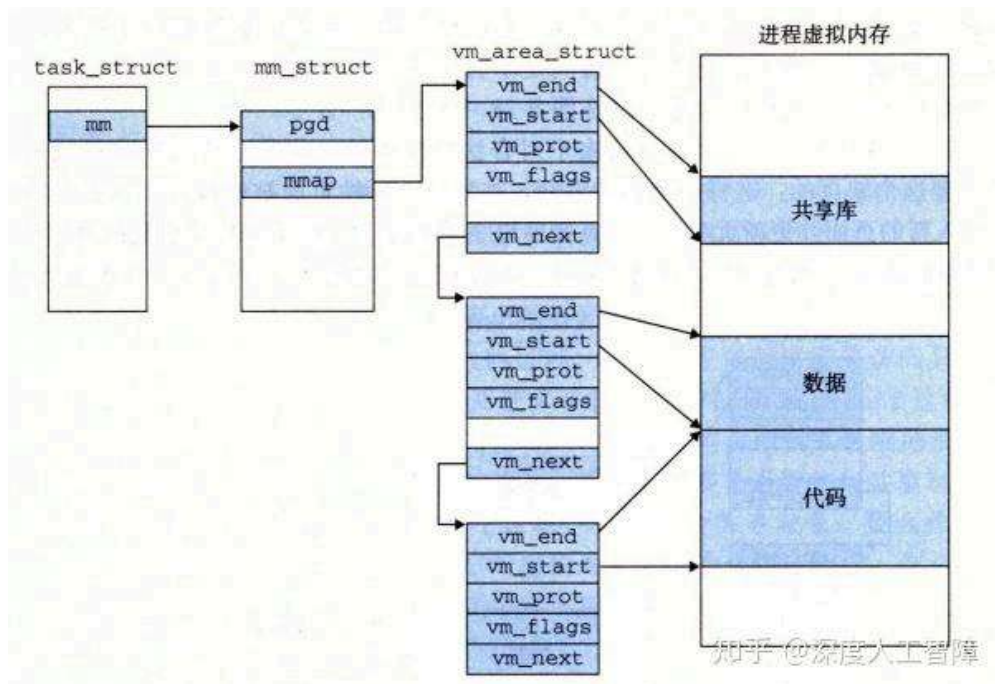 进程虚拟内存
vm_area_struct
task_struct
mm_struct
mm
pgd
mmap
vm_end
vm_start
vm_prot
vm_flags
vm_next
vm_end
vm_start
vm_prot
vm_flags
vm_next
vm_end
vm_start
vm_prot
vm_flags
vm_next
共享库
数据
代码
知乎 @深度人工智障